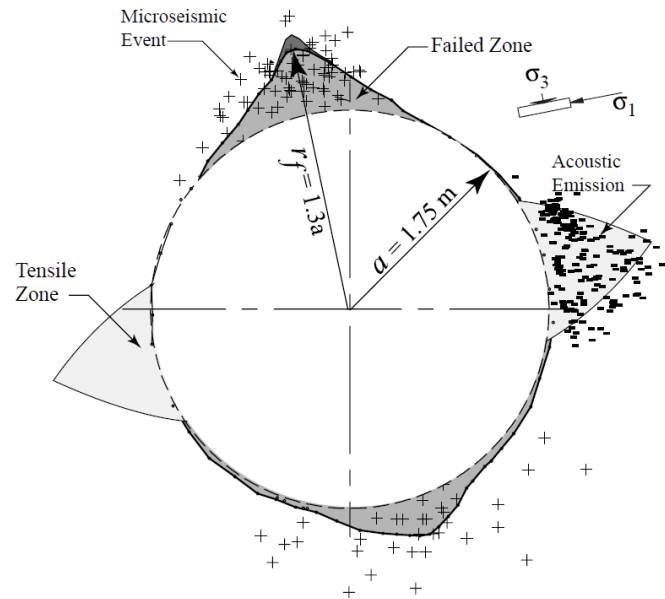 Microseismic
Event
Failed Zone
σ3
σ1
Acoustic
Emission
rf = 1.3a
a = 1.75 m
Tensile
Zone